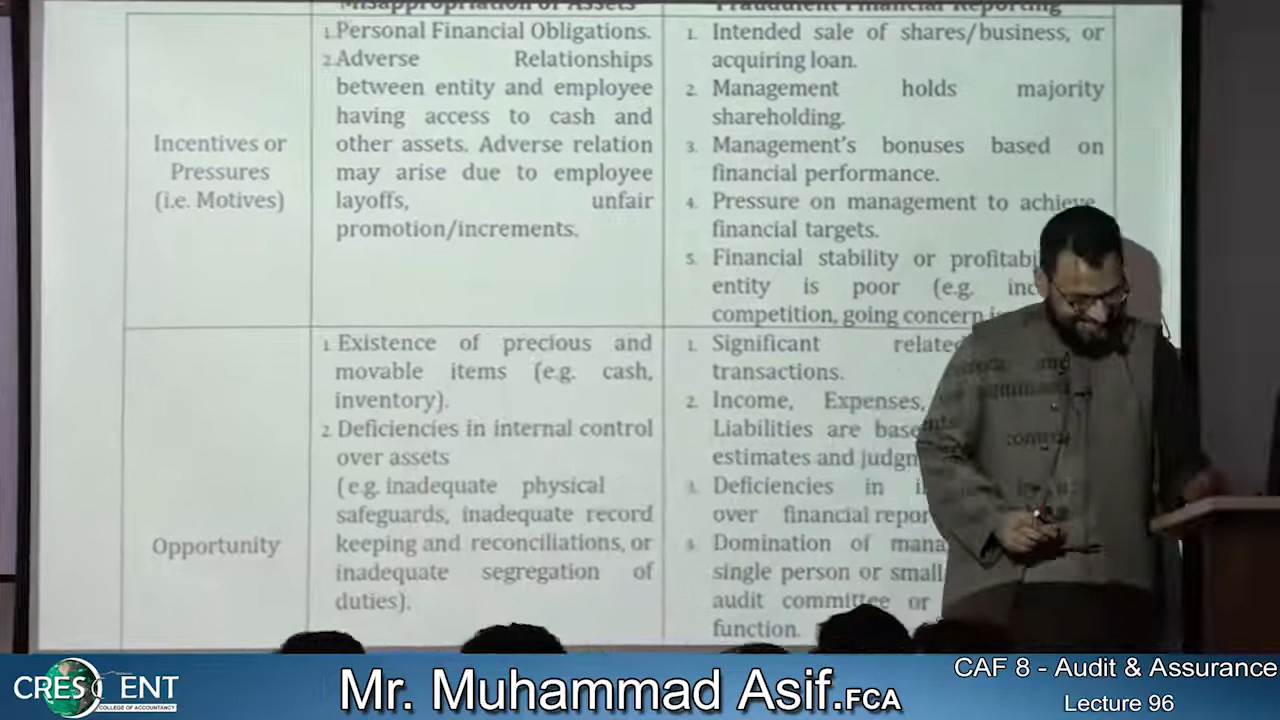 Misappropriation of Assets
Fraudulent Financial Reporting
Incentives or
Pressures
(i.e. Motives)
1. Personal Financial Obligations.
2. Adverse Relationships
between entity and employee
having access to cash and
other assets. Adverse relation
may arise due to employee
layoffs, unfair
promotion/increments.
1. Intended sale of shares/business, or
acquiring loan.
2. Management holds majority
shareholding.
3. Management's bonuses based on
financial performance.
4. Pressure on management to achieve
financial targets.
5. Financial stability or
entity is poor (e.g.
competition, going concern
Opportunity
1. Existence of precious and
movable items (e.g. cash,
inventory).
2. Deficiencies in internal control
over assets
(e.g. inadequate physical
safeguards, inadequate record
keeping and reconciliations, or
inadequate segregation of
duties).
1. Significant
transactions.
2. Income, Expenses,
Liabilities are
estimates and
3. Deficiencies in
over financial
4. Domination of
single person or small
audit committee or
function.
CRESCENT
COLLEGE OF ACCOUNTANCY
Mr. Muhammad Asif.FCA
CAF 8 - Audit & Assurance
Lecture 96